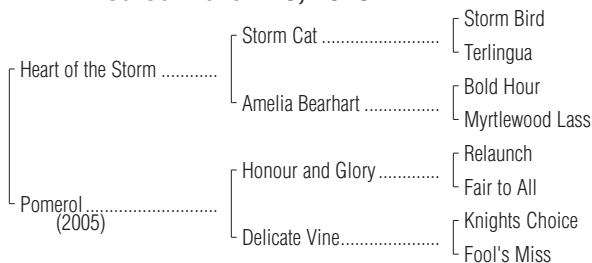 Storm Bird
Storm Cat ........................
Terlingua
Heart of the Storm ...........
Bold Hour
Amelia Bearhart ...............
Myrtlewood Lass
Relaunch
Honour and Glory ............
Fair to All
Pomerol..........................
(2005)
Knights Choice
Delicate Vine....................
Fool's Miss